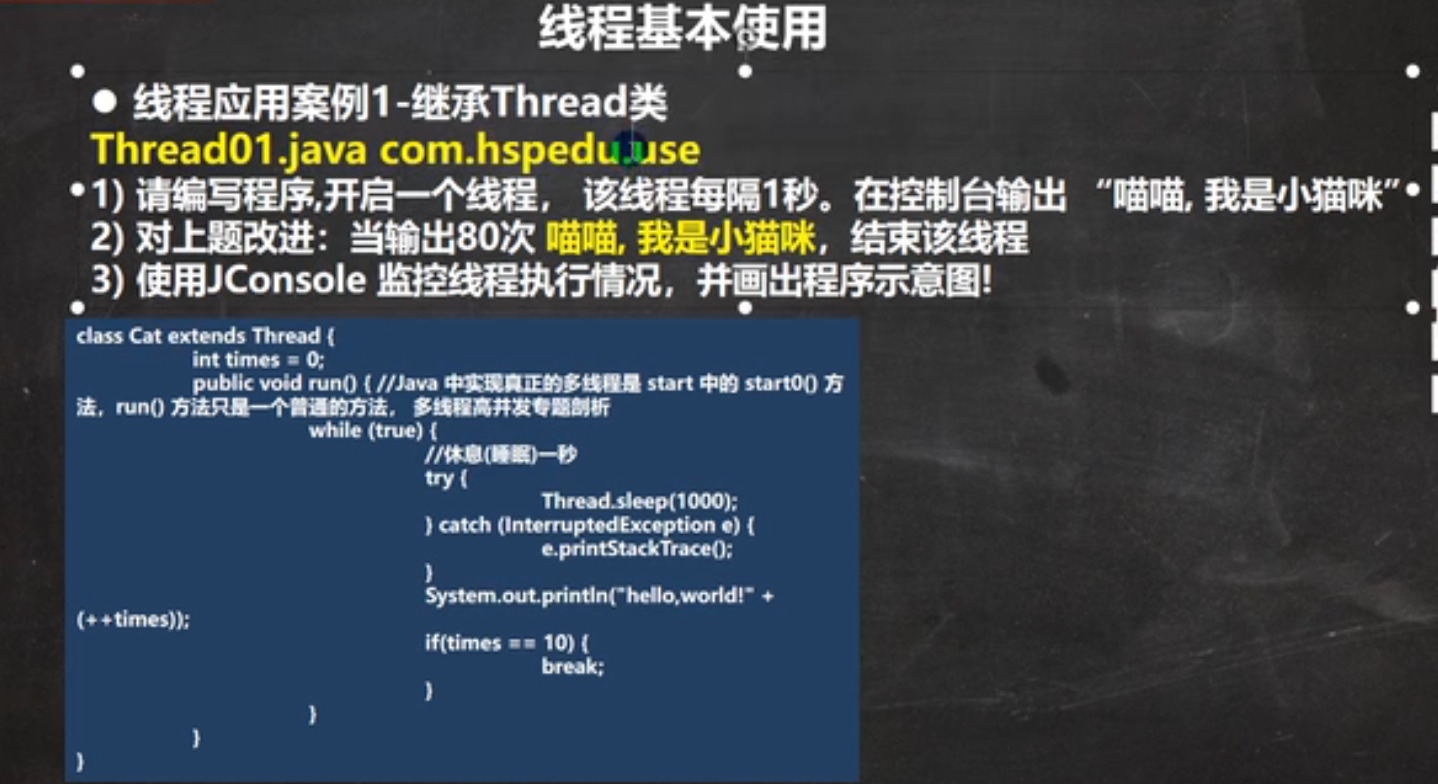 线程基本使用
● 线程应用案例1-继承Thread类
Thread01.java com.hspedu.use
1) 请编写程序,开启一个线程， 该线程每隔1秒。在控制台输出 “喵喵, 我是小猫咪”
2) 对上题改进：当输出80次 喵喵, 我是小猫咪，结束该线程
3) 使用JConsole 监控线程执行情况，并画出程序示意图!
class Cat extends Thread {
int times = 0;
public void run() { //Java 中实现真正的多线程是 start 中的 start0() 方
法，run() 方法只是一个普通的方法， 多线程高并发专题剖析
while (true) {
//休息(睡眠)一秒
try {
Thread.sleep(1000);
} catch (InterruptedException e) {
e.printStackTrace();
}
System.out.println("hello,world!" +
(++times));
if(times == 10) {
break;
}
}
}
}